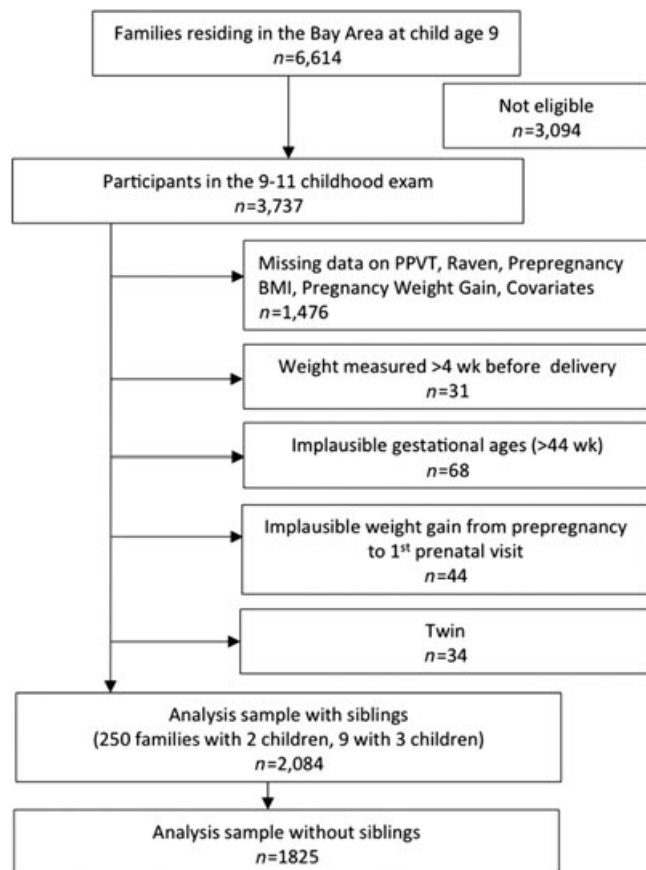 Families residing in the Bay Area at child age 9
n=6,614
Not eligible
n=3,094
Participants in the 9-11 childhood exam
n=3,737
Missing data on PPVT, Raven, Prepregnancy
BMI, Pregnancy Weight Gain, Covariates
n=1,476
Weight measured >4 wk before delivery
n=31
Implausible gestational ages (>44 wk)
n=68
Implausible weight gain from prepregnancy
to 1st prenatal visit
n=44
Twin
n=34
Analysis sample with siblings
(250 families with 2 children, 9 with 3 children)
n=2,084
Analysis sample without siblings
n=1825